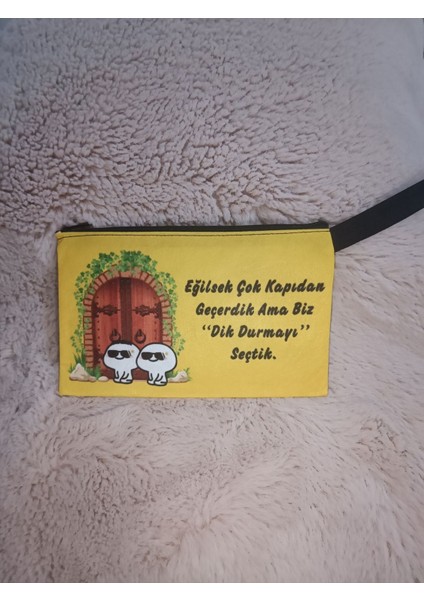 Eğilsek Çok Kapıdan
Geçerdik Ama Biz
“Dik Durmayı”
Seçtik.